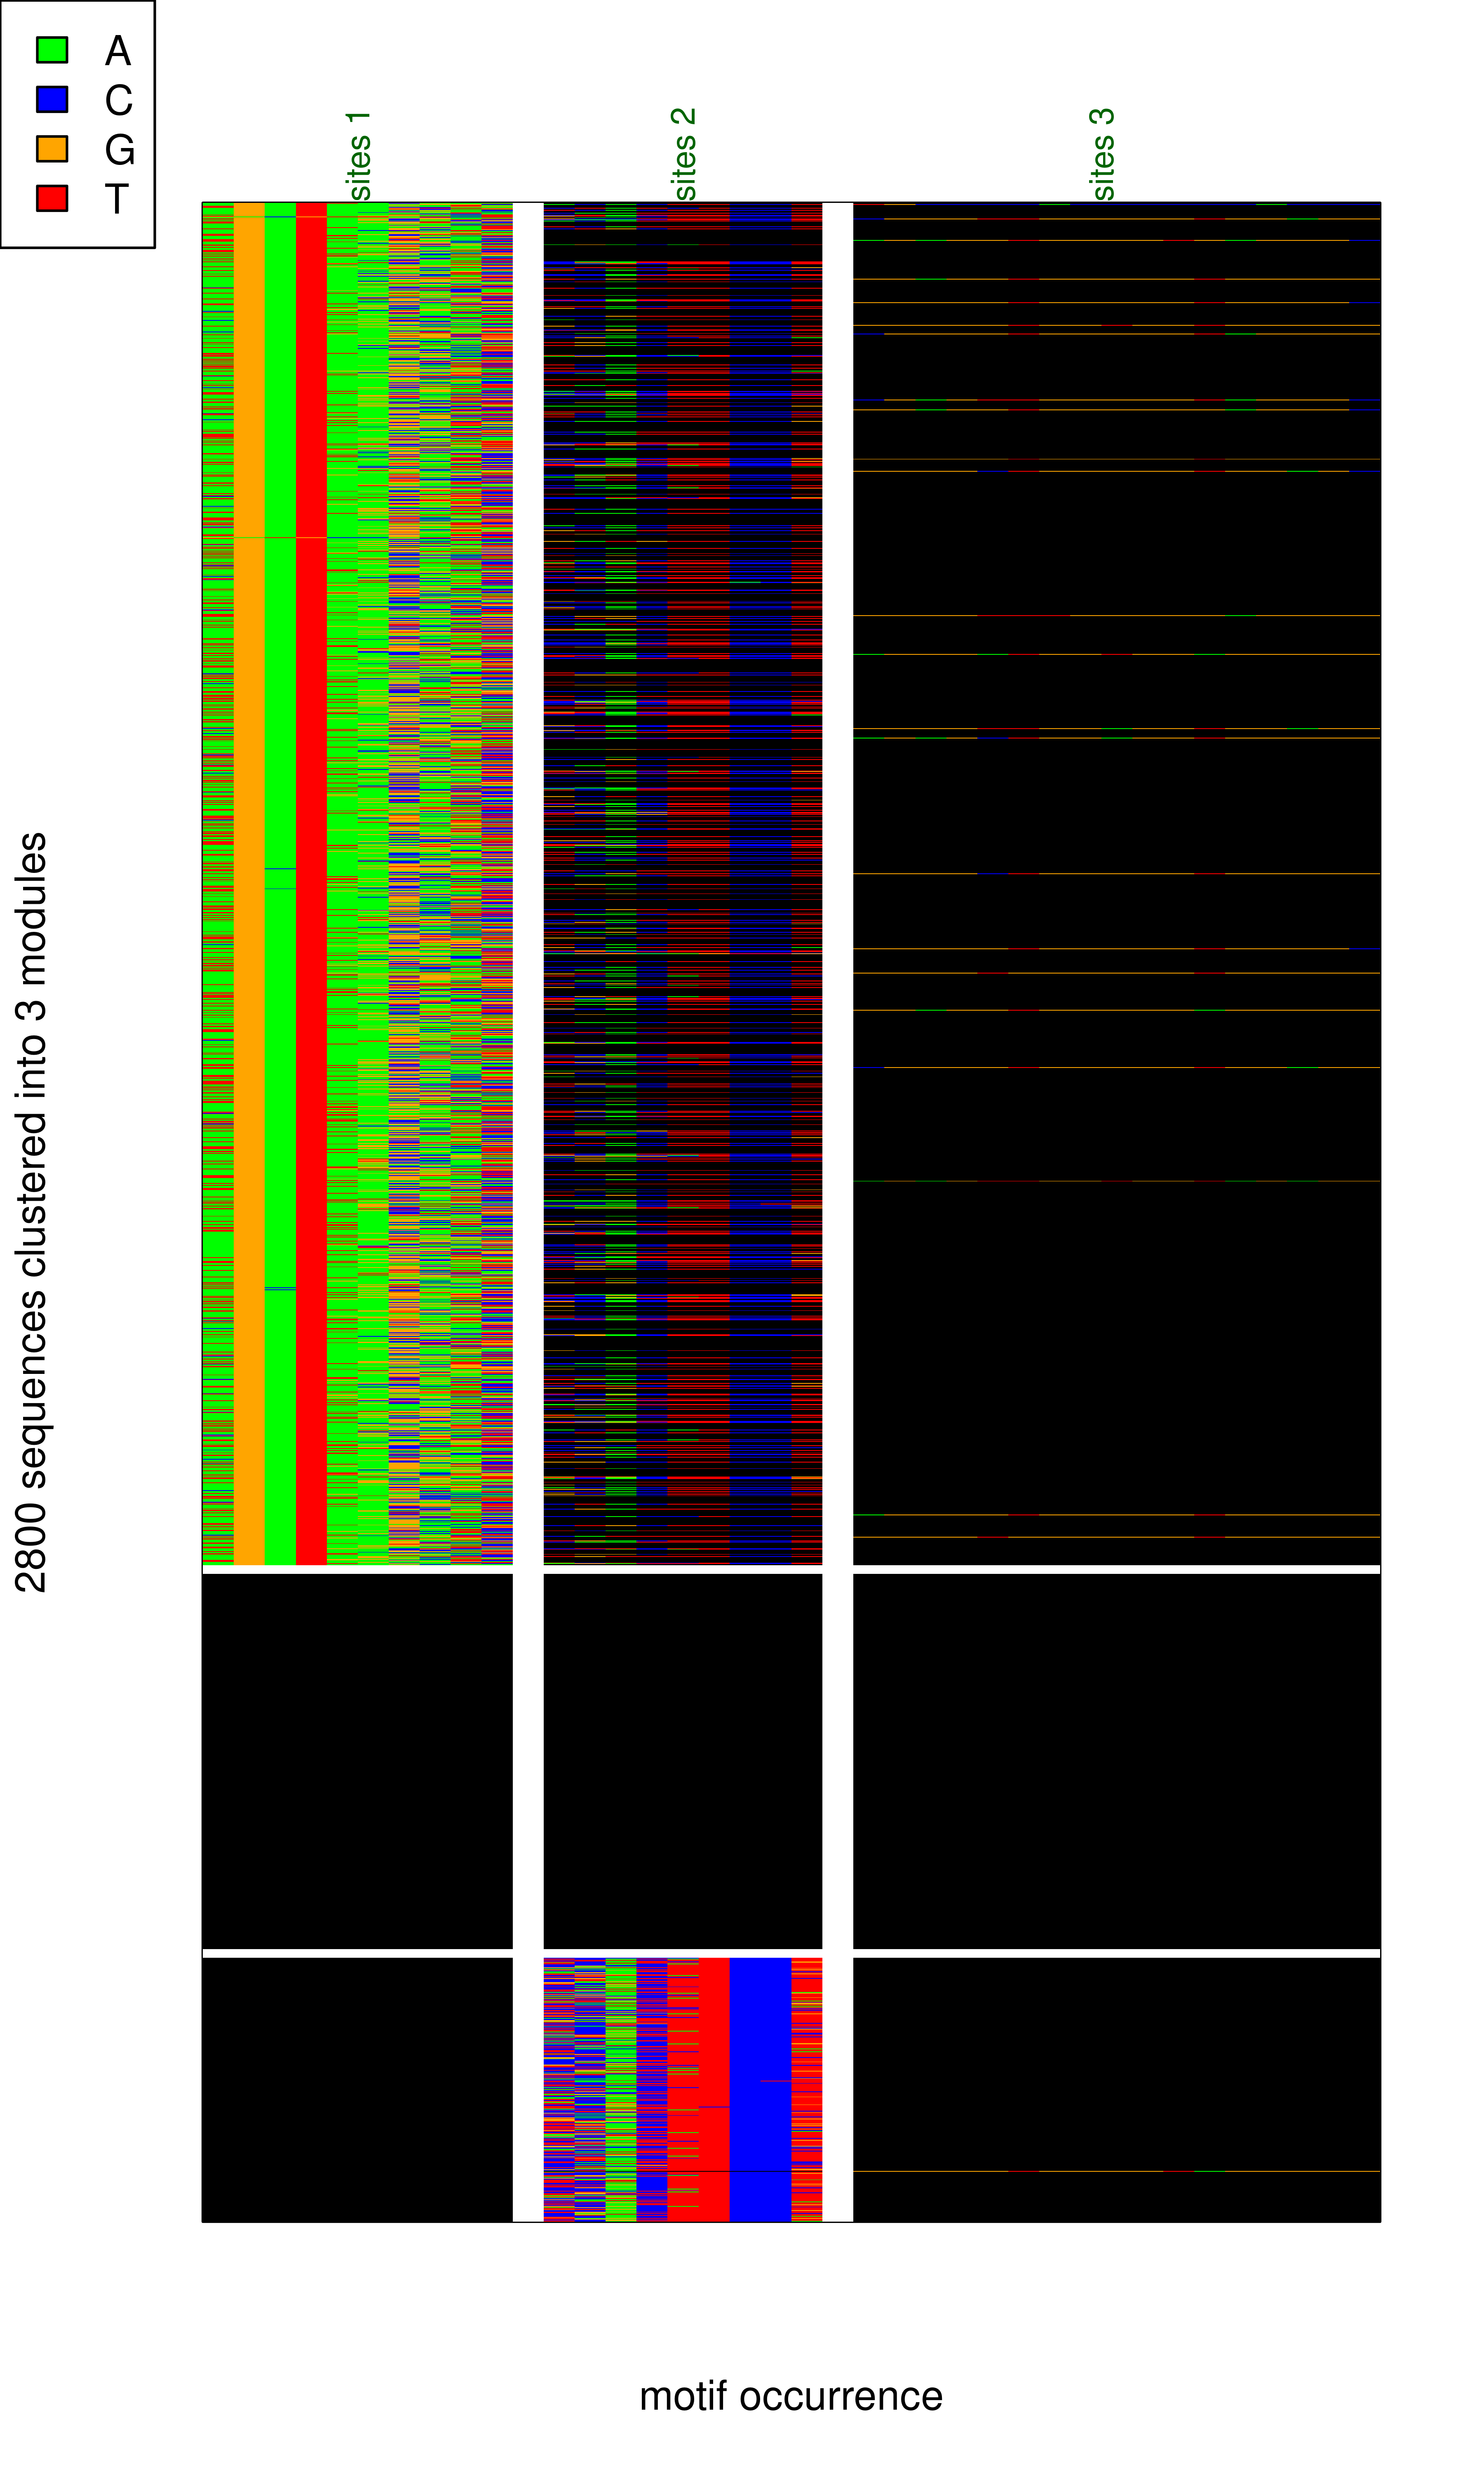 A
C
G
T
sites 1
sites 2
sites 3
2800 sequences clustered into 3 modules
motif occurrence